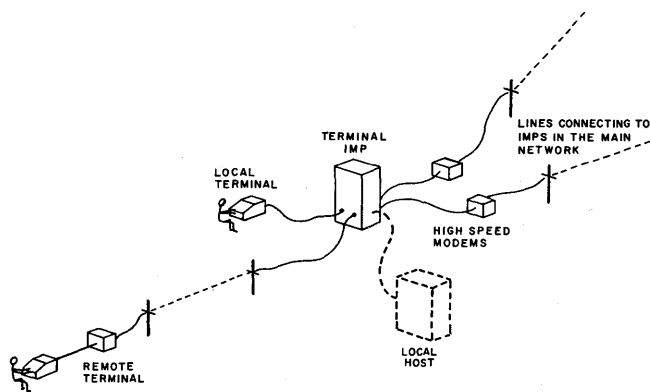 TERMINAL
IMP
LINES CONNECTING TO
IMPS IN THE MAIN
NETWORK
LOCAL
TERMINAL
HIGH SPEED
MODEMS
REMOTE
TERMINAL
LOCAL
HOST